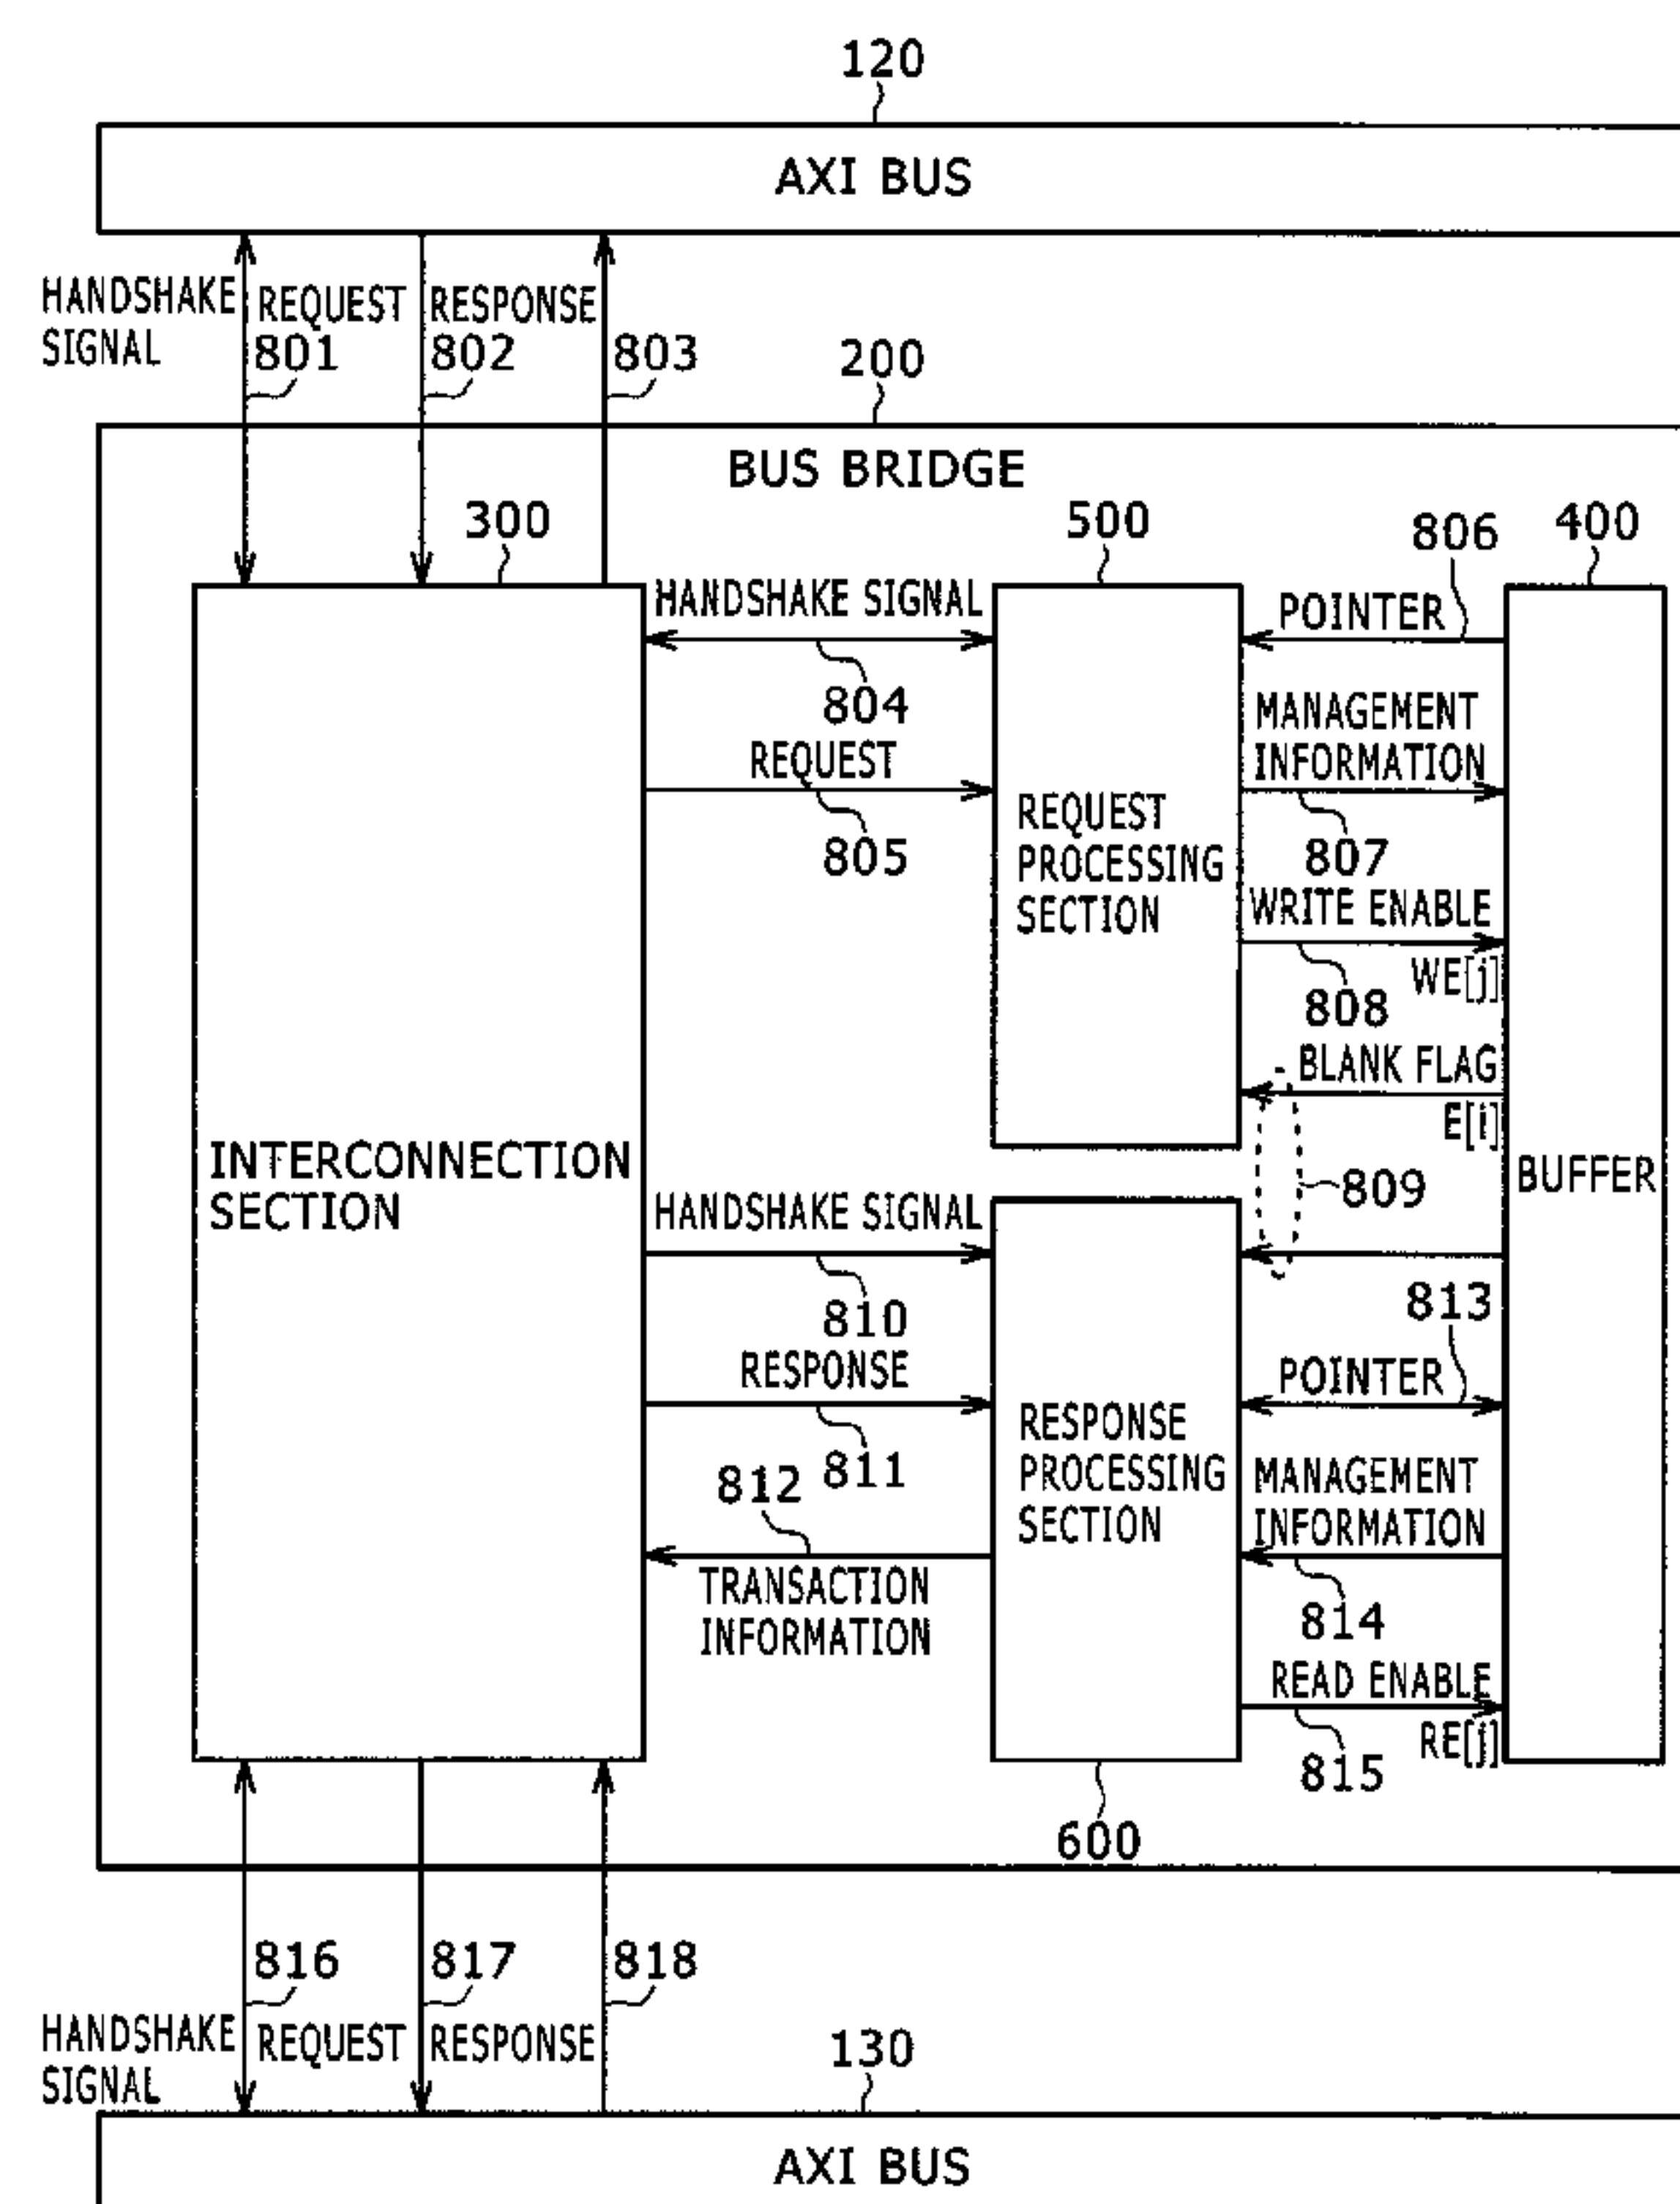 120
AXI BUS
HANDSHAKE
SIGNAL
REQUEST
RESPONSE
801
802
803
200
BUS BRIDGE
300
500
806
400
HANDSHAKE SIGNAL
POINTER
804
MANAGEMENT
INFORMATION
REQUEST
805
807
REQUEST
PROCESSING
SECTION
WRITE ENABLE
WE[j]
808
BLANK FLAG
E[i]
INTERCONNECTION
SECTION
BUFFER
809
HANDSHAKE SIGNAL
810
813
RESPONSE
POINTER
811
RESPONSE
PROCESSING
SECTION
812
MANAGEMENT
INFORMATION
TRANSACTION
INFORMATION
814
READ ENABLE
RE[j]
815
600
816
817
818
HANDSHAKE
SIGNAL
REQUEST
RESPONSE
130
AXI BUS